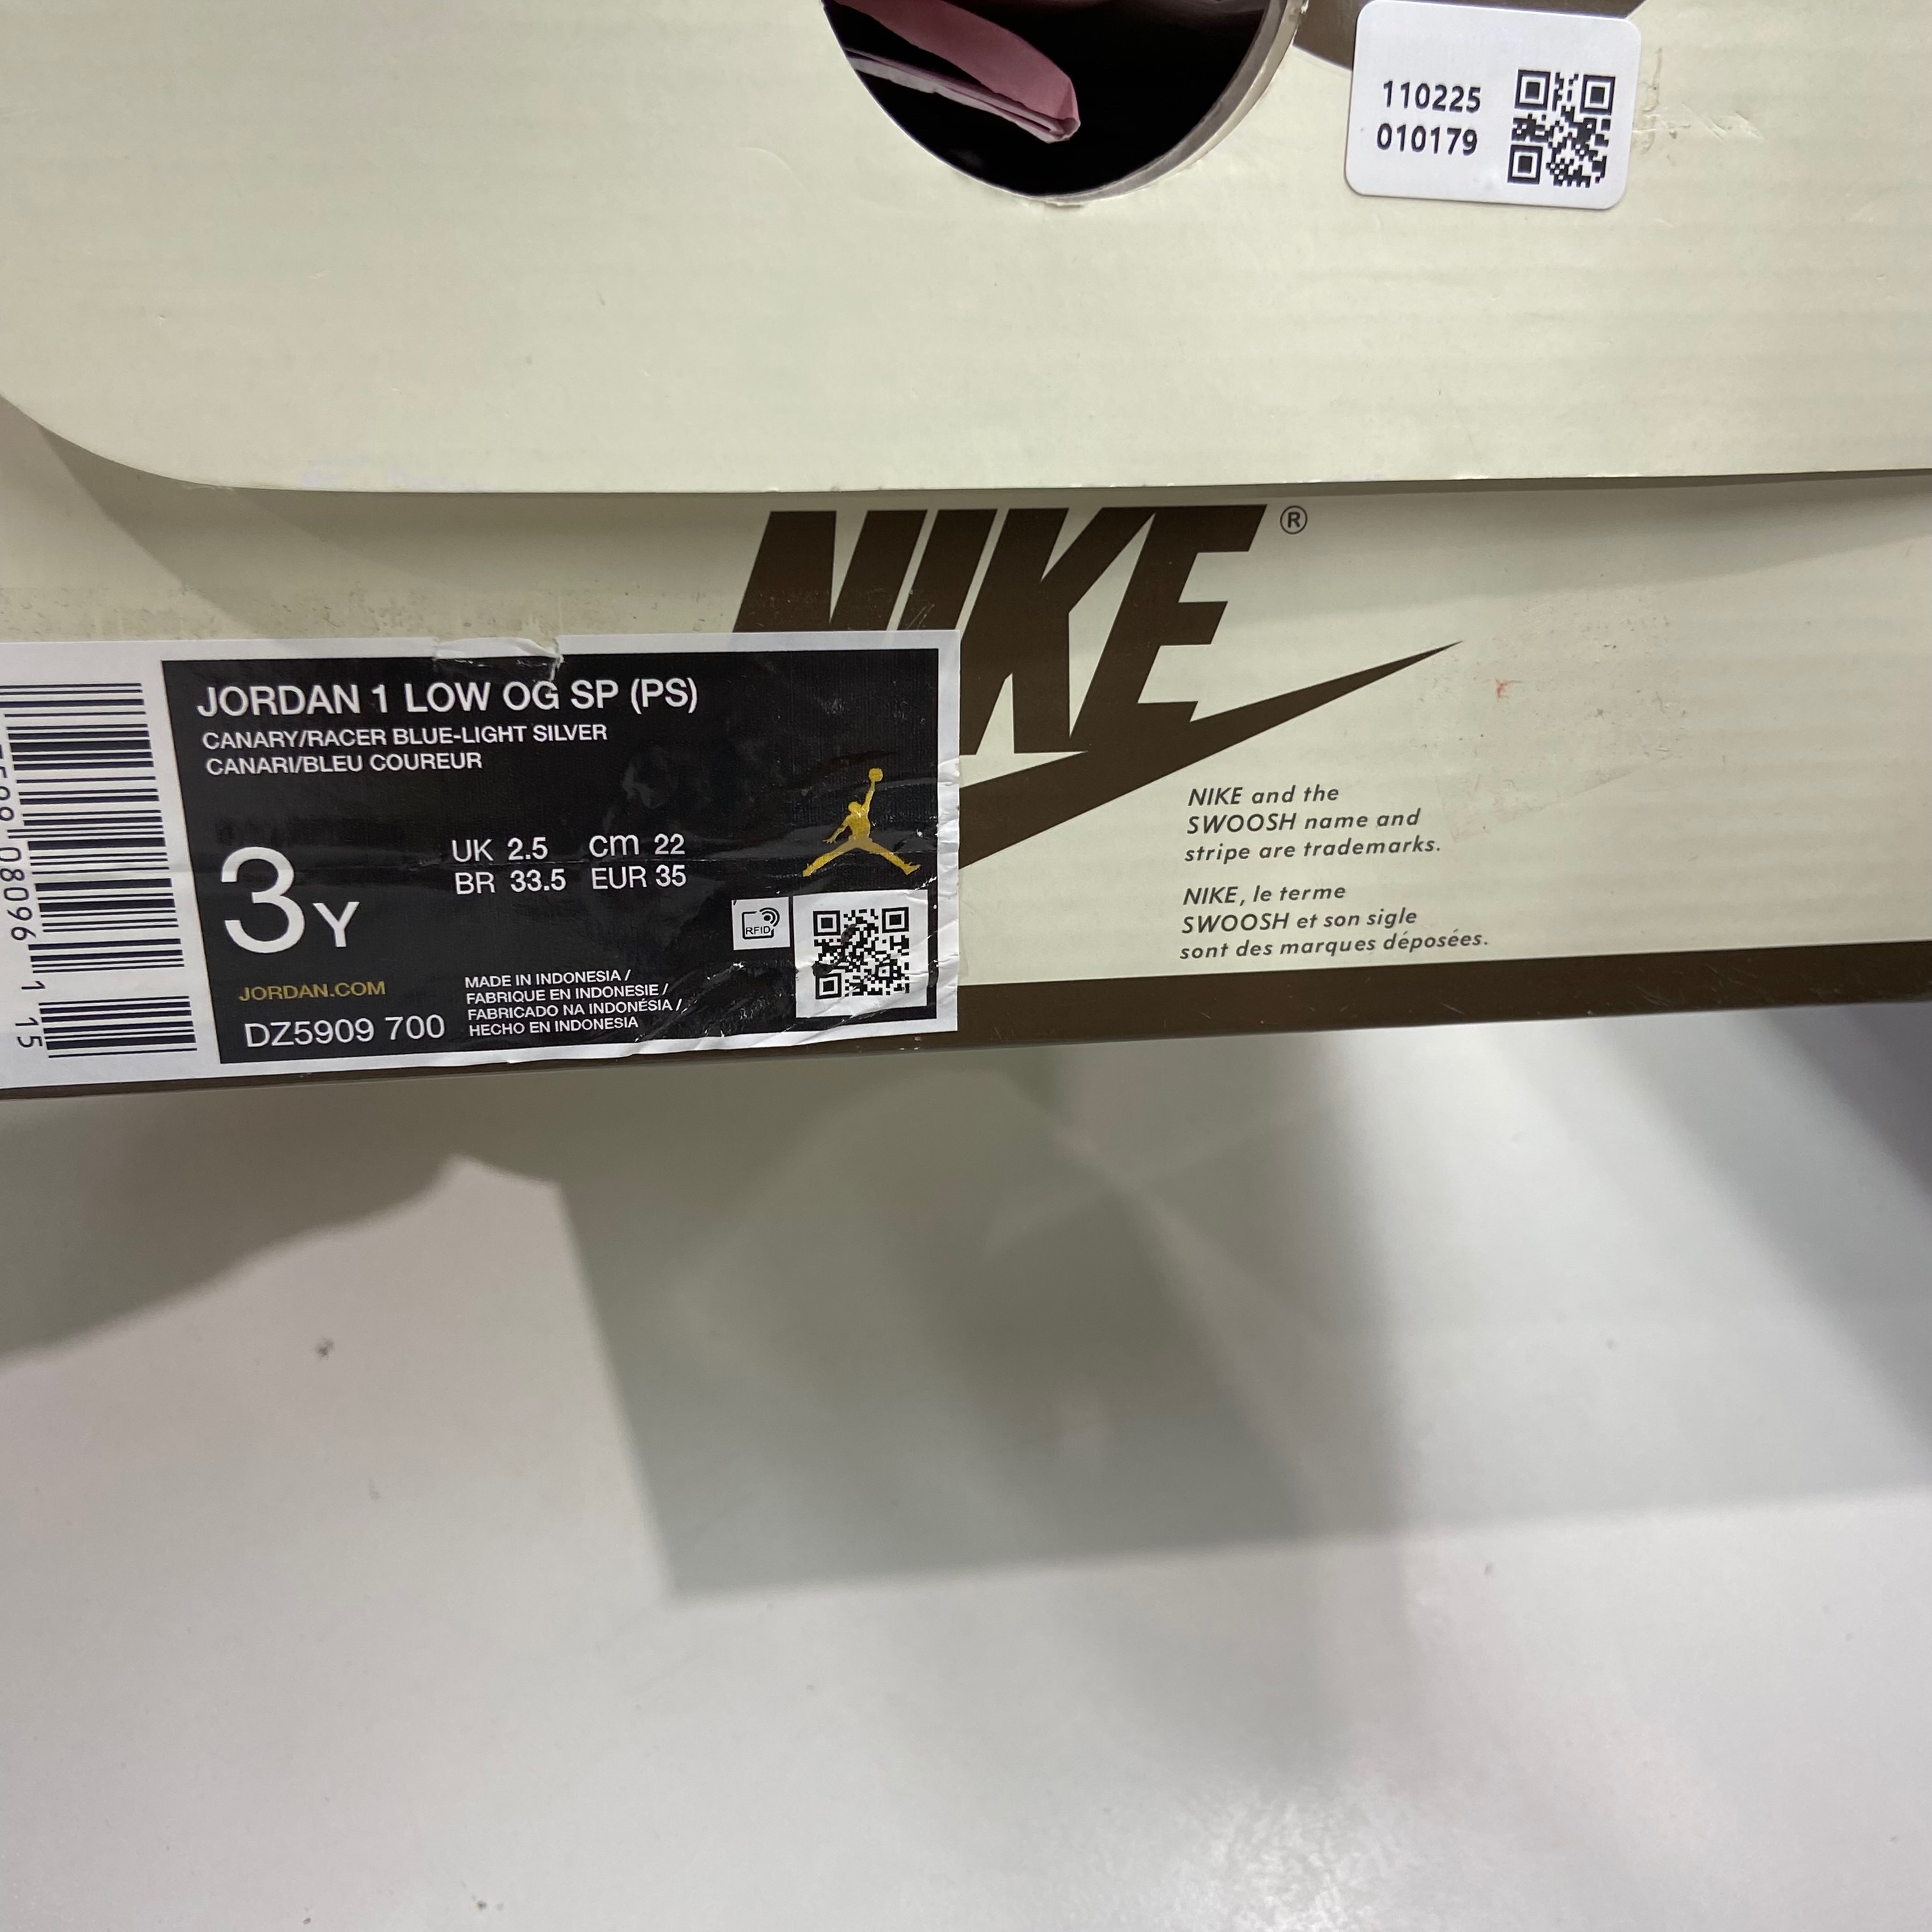 110225
010179
NIKE®
JORDAN 1 LOW OG SP (PS)
CANARY/RACER BLUE-LIGHT SILVER
CANARI/BLEU COUREUR
3Y
UK 2.5 cm 22
BR 33.5 EUR 35
RFID
JORDAN.COM
DZ5909 700
MADE IN INDONESIA /
FABRIQUE EN INDONESIE /
FABRICADO NA INDONÉSIA /
HECHO EN INDONESIA
08096 1 15
NIKE and the
SWOOSH name and
stripe are trademarks.
NIKE, le terme
SWOOSH et son sigle
sont des marques déposées.